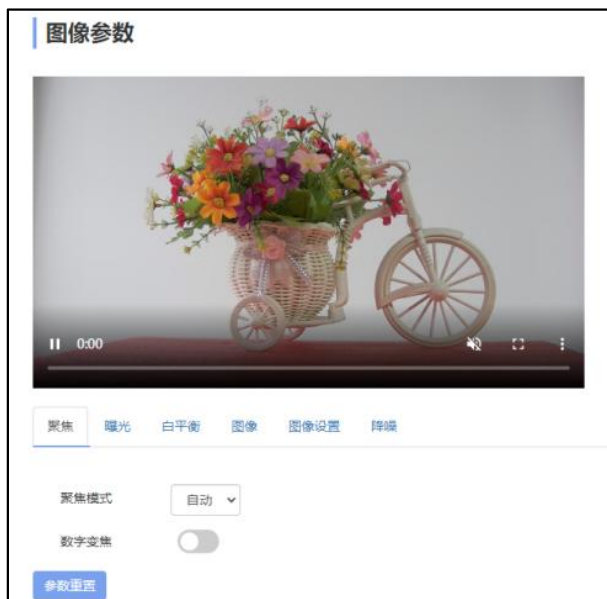 图像参数
0:00
聚焦 曝光 白平衡 图像 图像设置 降噪
聚焦模式 自动
数字变焦
参数重置